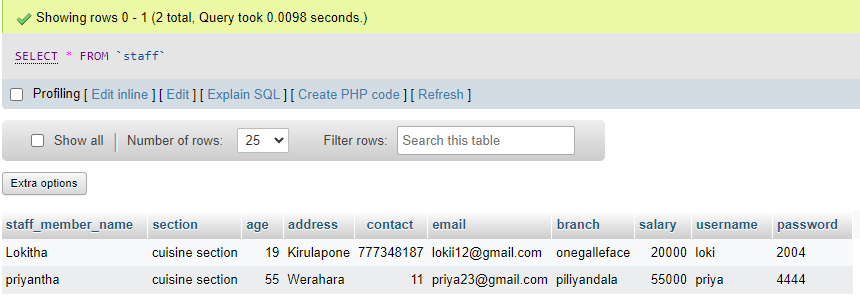 Showing rows 0 - 1 (2 total, Query took 0.0098 seconds.)
SELECT * FROM `staff`
Profiling [ Edit inline ] [ Edit ] [ Explain SQL ] [ Create PHP code ] [ Refresh ]
Show all Number of rows: 25 Filter rows: Search this table
Extra options
staff_member_name section age address contact email branch salary username password
Lokitha cuisine section 19 Kirulapone 777348187 lokii12@gmail.com onegalleface 20000 loki 2004
priyantha cuisine section 55 Werahara 11 priya23@gmail.com piliyandala 55000 priya 4444